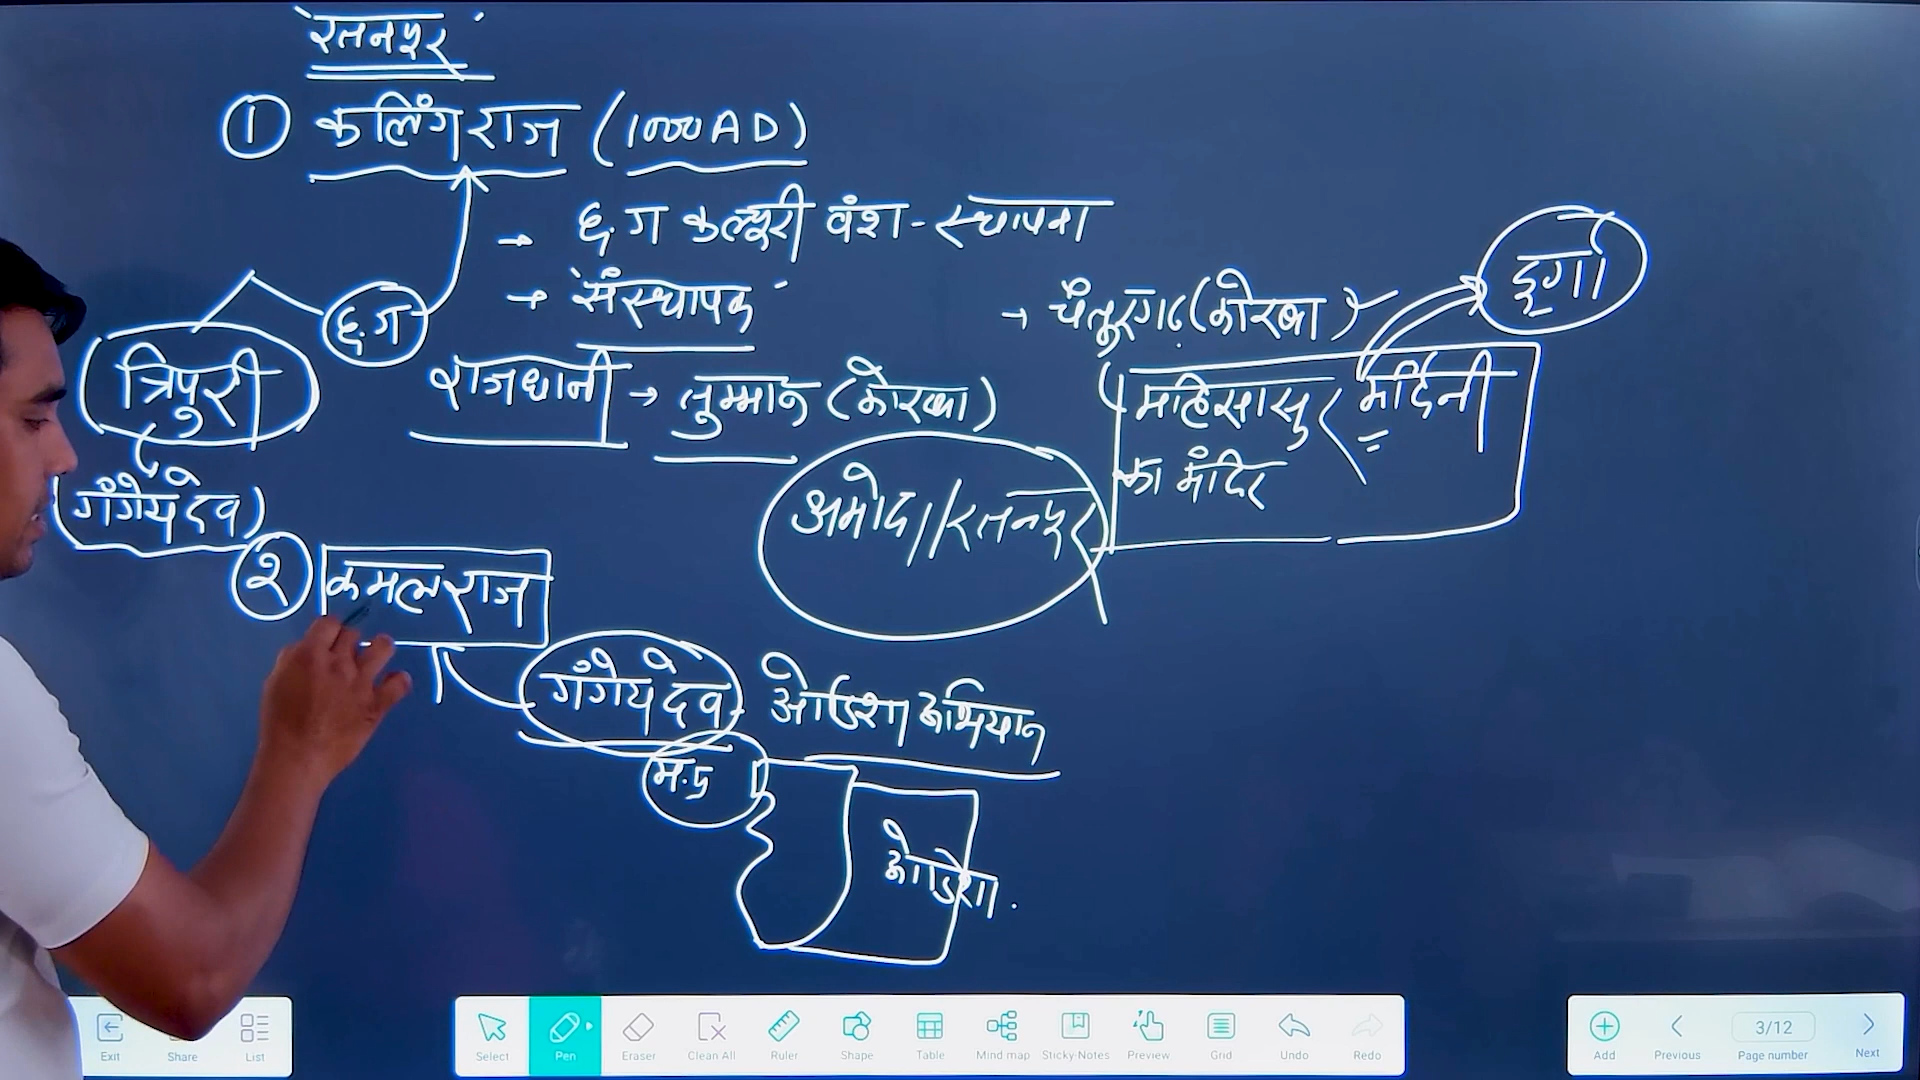 रतनपुर
① कलिंगराज (1000AD)
→ छ.ग कल्चूरी वंश - स्थापना
→ संस्थापक
छ.ग
त्रिपुरी
(गंगेयदेव)
राजधानी → तुम्मान (कोरबा)
→ चैतुरगढ़ (कोरबा)
दूर्गा
महिसासुर मर्दिनी
का मंदिर
अमोदा//रतनपुर
② कमलराज
गंगेयदेव ओडिशा अभियान
म.प्र
ओडिशा.
Exit
Share
List
Select
Pen
Eraser
Clean All
Ruler
Shape
Table
Mind map
Sticky Notes
Preview
Grid
Undo
Redo
Add
Previous
3/12
Page number
Next